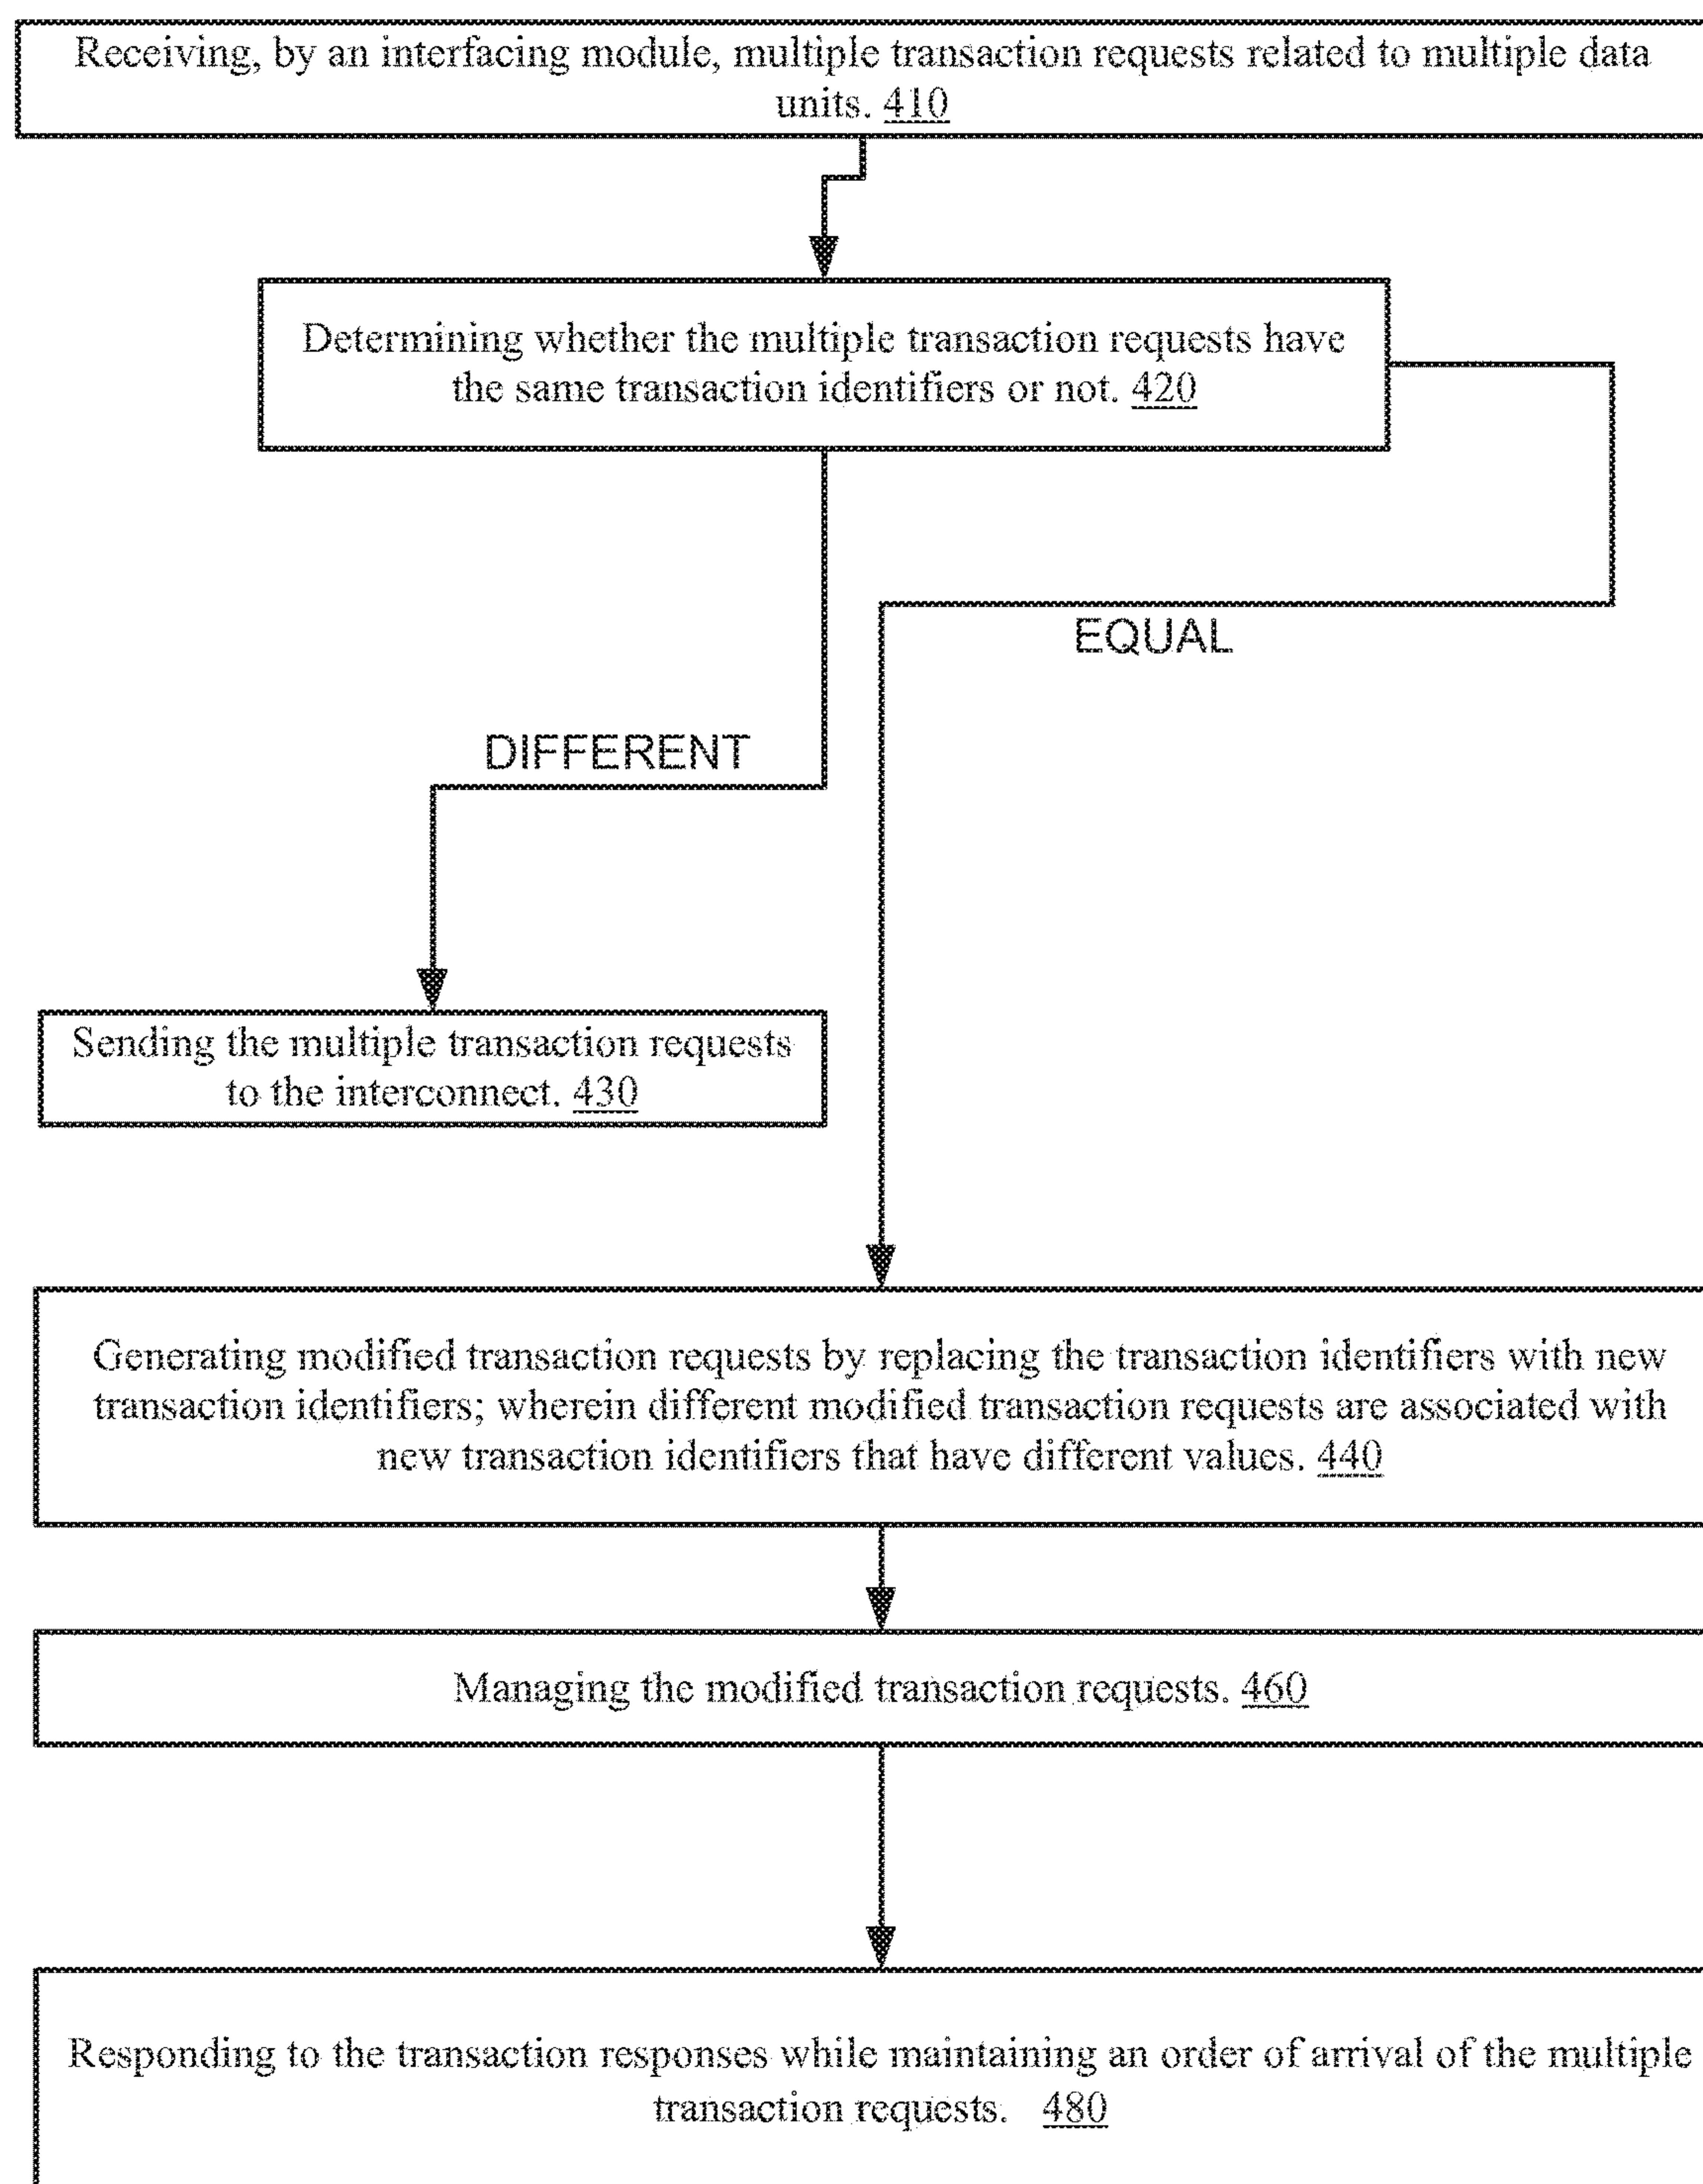 Receiving, by an interfacing module, multiple transaction requests related to multiple data
units. 410
Determining whether the multiple transaction requests have
the same transaction identifiers or not. 420
EQUAL
DIFFERENT
Sending the multiple transaction requests
to the interconnect. 430
Generating modified transaction requests by replacing the transaction identifiers with new
transaction identifiers; wherein different modified transaction requests are associated with
new transaction identifiers that have different values. 440
Managing the modified transaction requests. 460
Responding to the transaction responses while maintaining an order of arrival of the multiple
transaction requests. 480